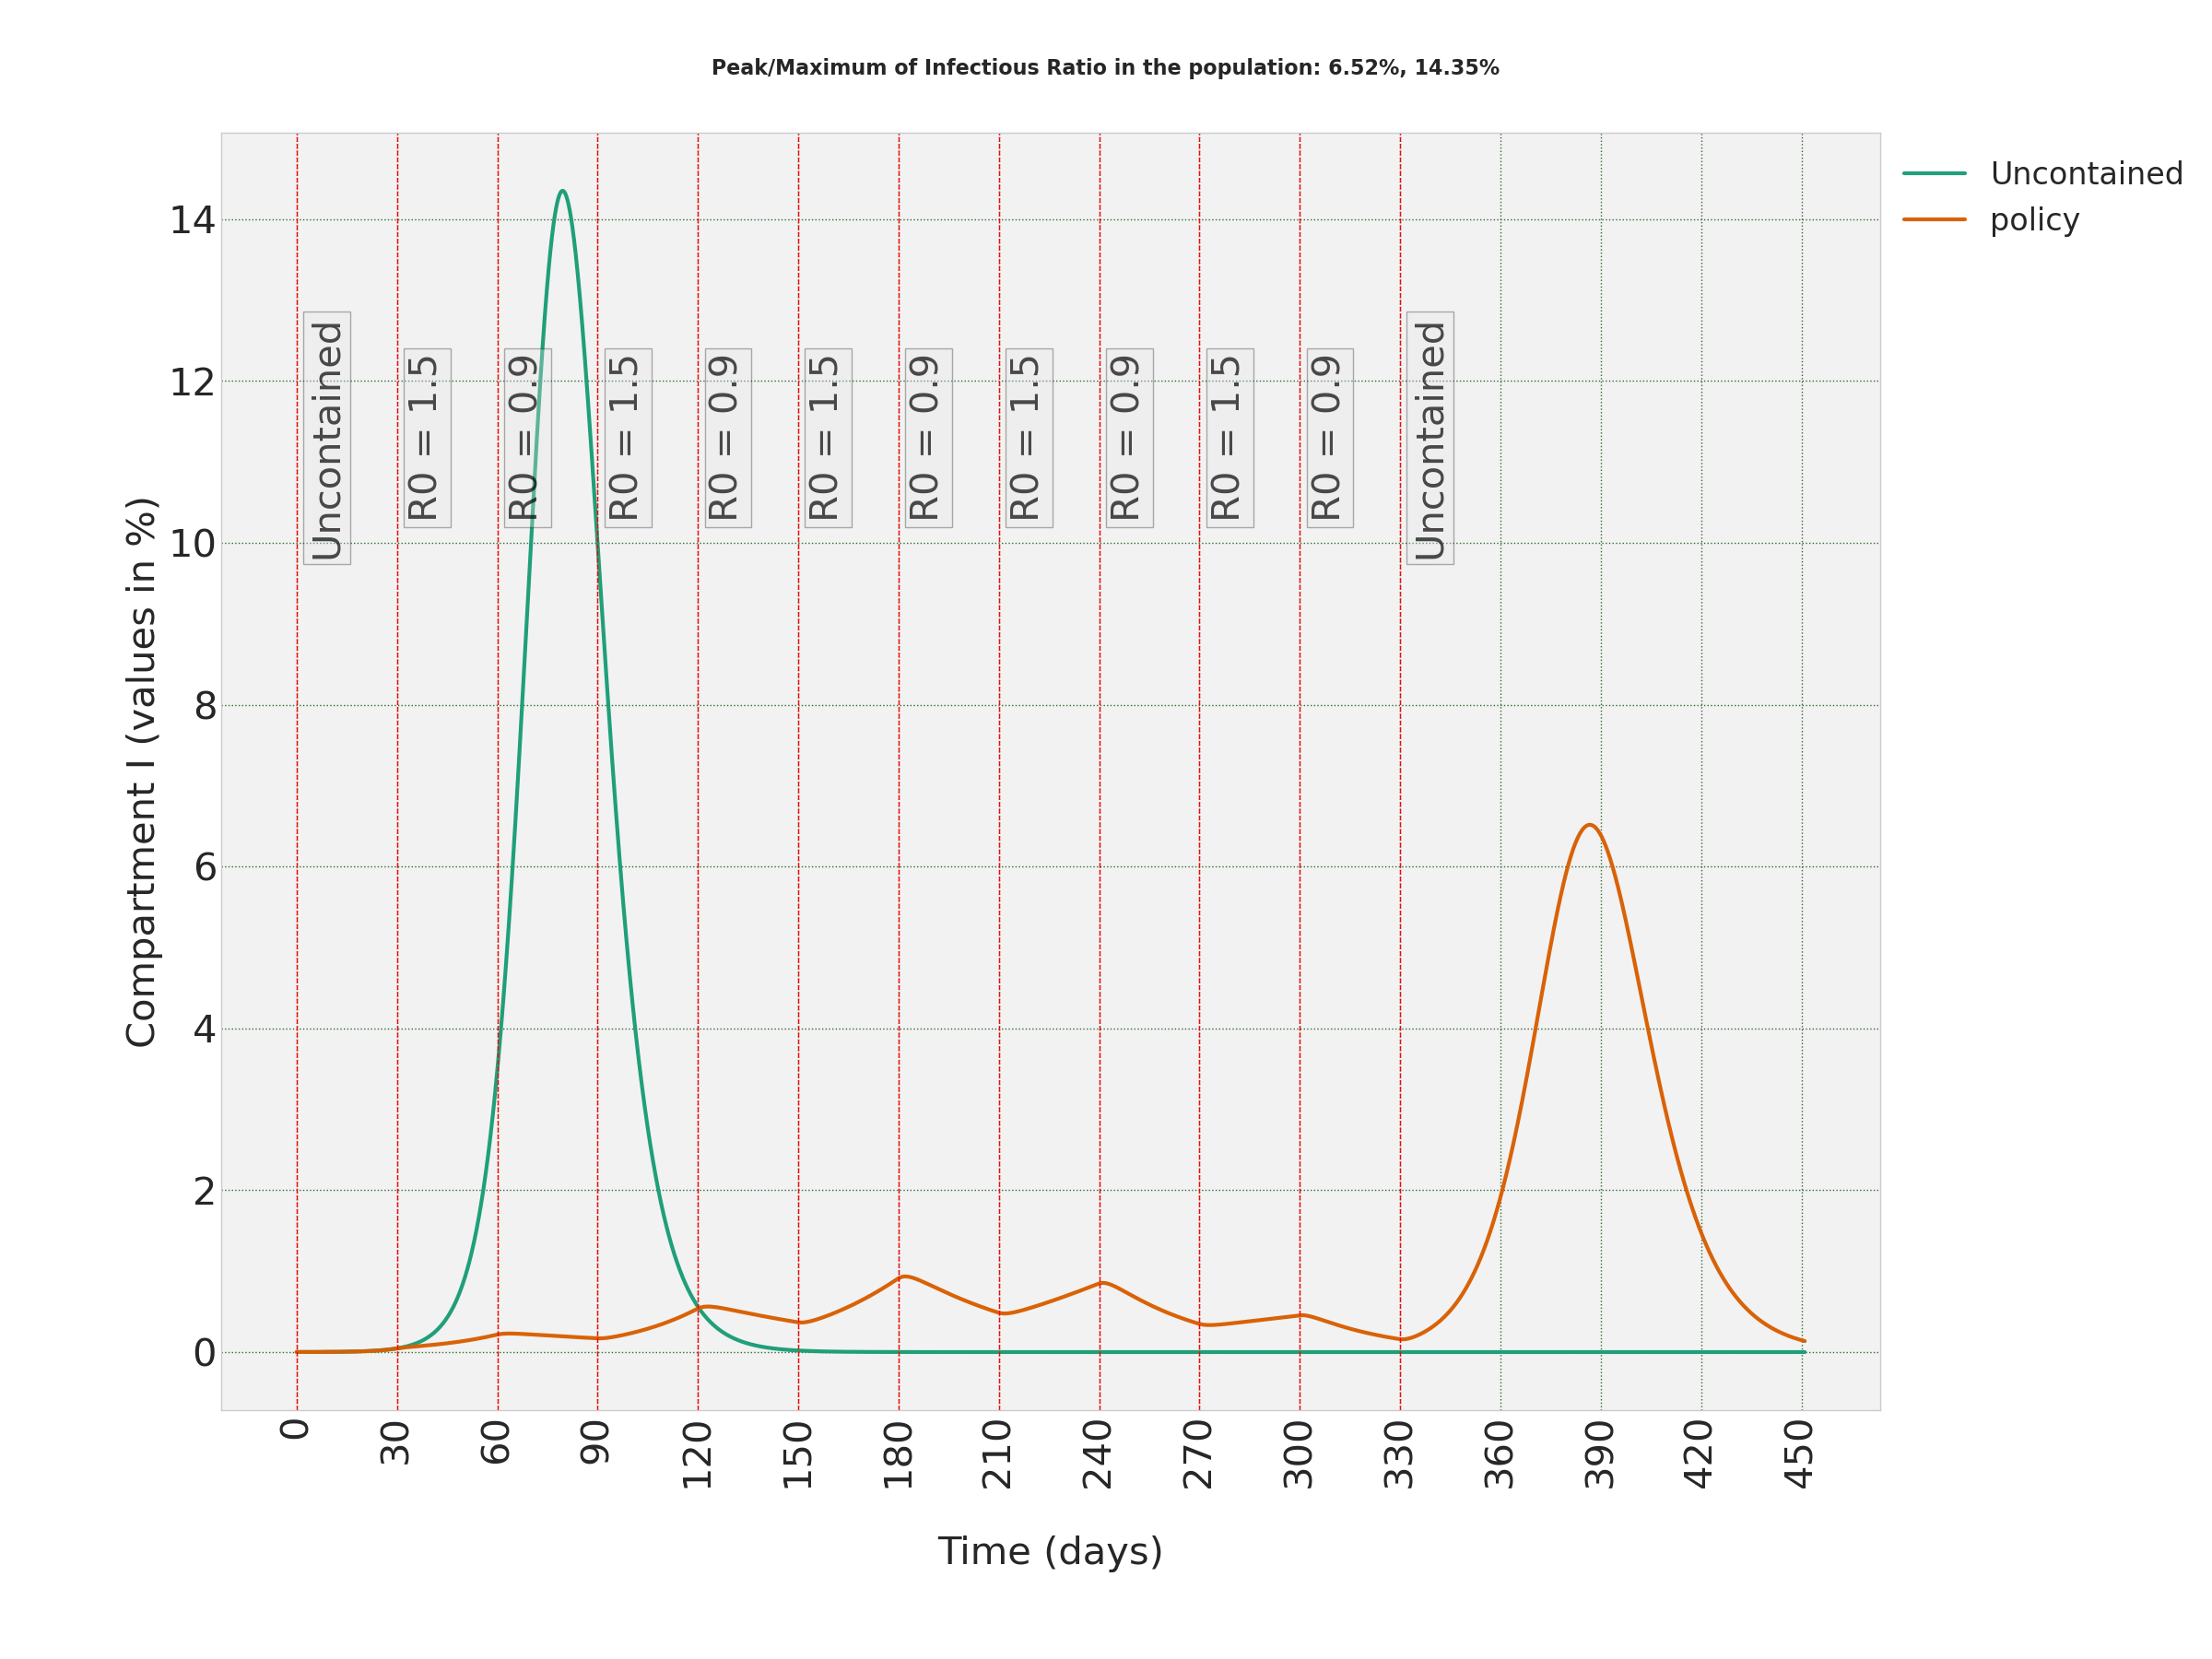 Peak/Maximum of Infectious Ratio in the population: 6.52%, 14.35%
Uncontained
policy
Compartment I (values in %)
14
12
10
8
6
4
2
0
Uncontained
R0 = 1.5
R0 = 0.9
R0 = 1.5
R0 = 0.9
R0 = 1.5
R0 = 0.9
R0 = 1.5
R0 = 0.9
R0 = 1.5
R0 = 0.9
Uncontained
0
30
60
90
120
150
180
210
240
270
300
330
360
390
420
450
Time (days)